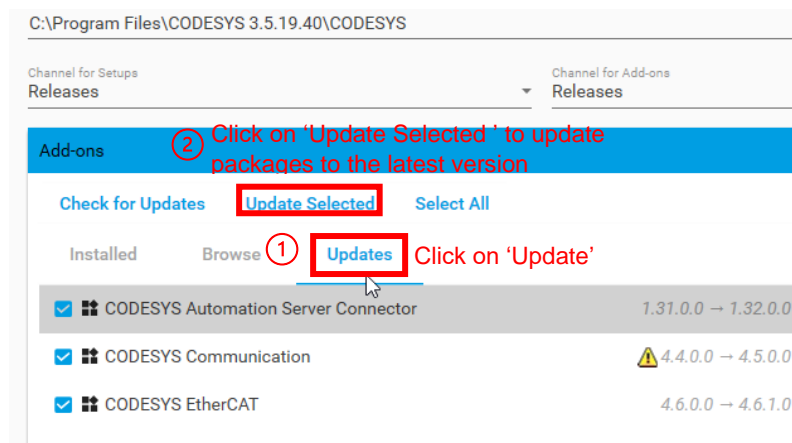 C:\Program Files\CODESYS 3.5.19.40\CODESYS
Channel for Setups
Channel for Add-ons
Releases
Releases
Add-ons
② Click on ‘Update Selected ’ to update
packages to the latest version
Check for Updates Update Selected Select All
Installed Browse ① Updates Click on ‘Update’
CODESYS Automation Server Connector 1.31.0.0 → 1.32.0.0
CODESYS Communication 4.4.0.0 → 4.5.0.0
CODESYS EtherCAT 4.6.0.0 → 4.6.1.0